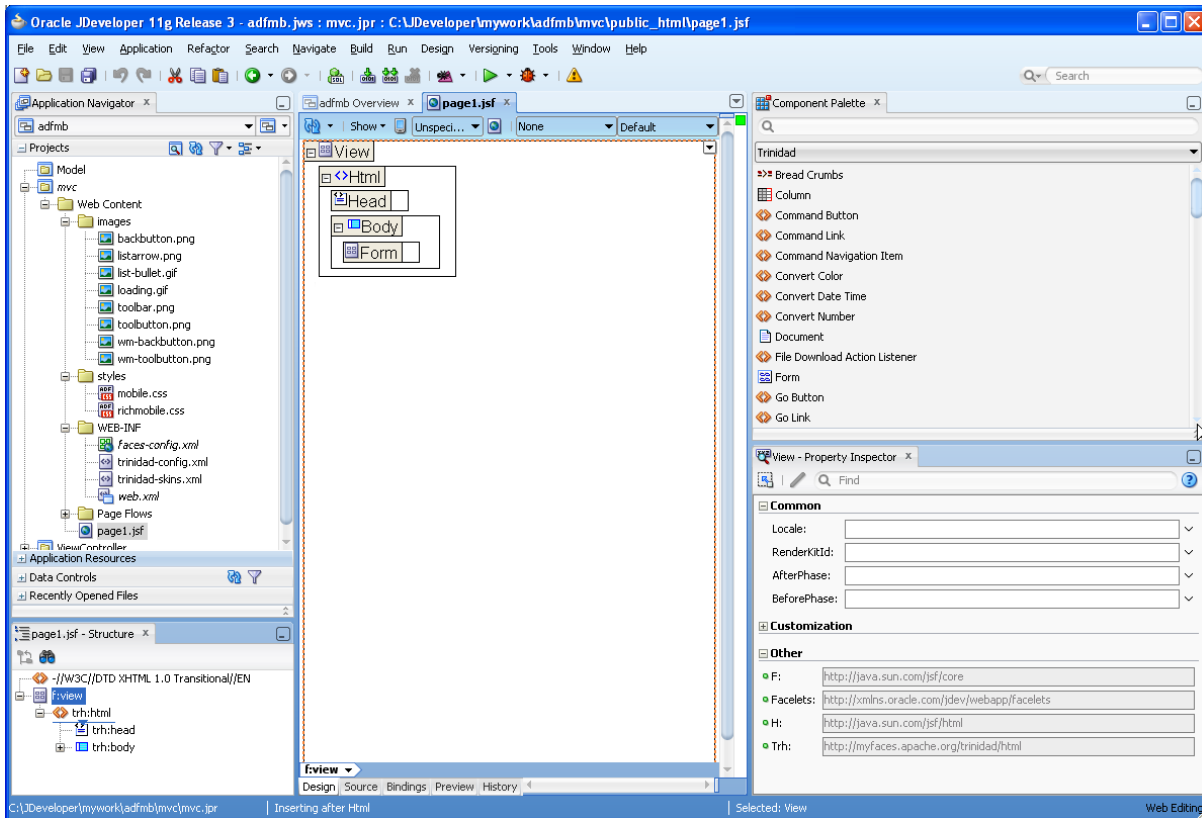 Oracle JDeveloper 11g Release 3 - adfmb.jws : mvc.jpr : C:\JDeveloper\mywork\adfmb\mvc\public_html\page1.jsf
File Edit View Application Refactor Search Navigate Build Run Design Versioning Tools Window Help
Search
Application Navigator
adfmb
Projects
Model
mvc
Web Content
images
backbutton.png
listarrow.png
list-bullet.gif
loading.gif
toolbar.png
toolbutton.png
wm-backbutton.png
wm-toolbutton.png
styles
mobile.css
richmobile.css
WEB-INF
faces-config.xml
trinidad-config.xml
trinidad-skins.xml
web.xml
Page Flows
page1.jsf
ViewController
Application Resources
Data Controls
Recently Opened Files
page1.jsf - Structure
-//W3C//DTD XHTML 1.0 Transitional//EN
f:view
trh:html
trh:head
trh:body
adfmb Overview page1.jsf
Show Unspeci... None Default
View
Html
Head
Body
Form
f:view
Design Source Bindings Preview History
Component Palette
Trinidad
Bread Crumbs
Column
Command Button
Command Link
Command Navigation Item
Convert Color
Convert Date Time
Convert Number
Document
File Download Action Listener
Form
Go Button
Go Link
View - Property Inspector
Find
Common
Locale:
RenderKitId:
AfterPhase:
BeforePhase:
Customization
Other
F: http://java.sun.com/jsf/core
Facelets: http://xmlns.oracle.com/jdev/webapp/facelets
H: http://java.sun.com/jsf/html
Trh: http://myfaces.apache.org/trinidad/html
C:\JDeveloper\mywork\adfmb\mvc\mvc.jpr Inserting after Html Selected: View Web Editing